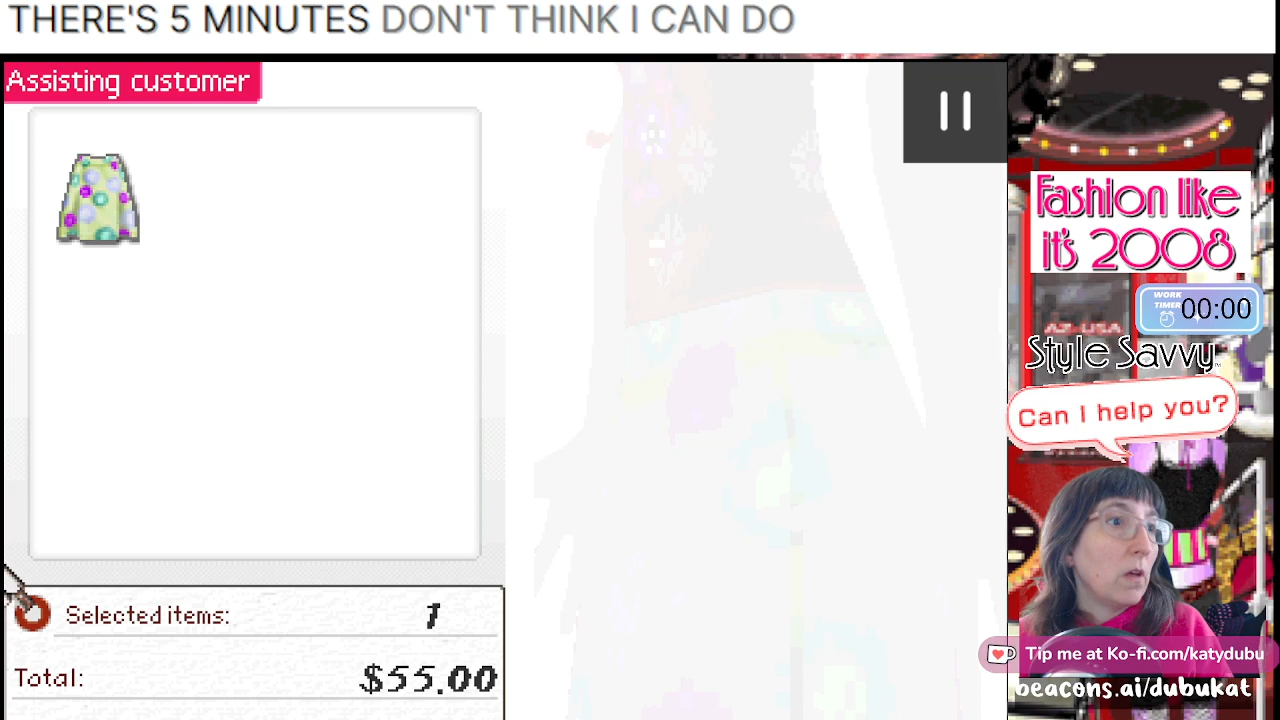 THERE'S 5 MINUTES DON'T THINK I CAN DO
Assisting customer
Fashion like
it's 2008
WORK
TIMER
00:00
AZ-USA
Style Savvy
Can I help you?
Selected items: 1
Total: $55.00
Tip me at Ko-fi.com/katydubu
beacons.ai/dubukat